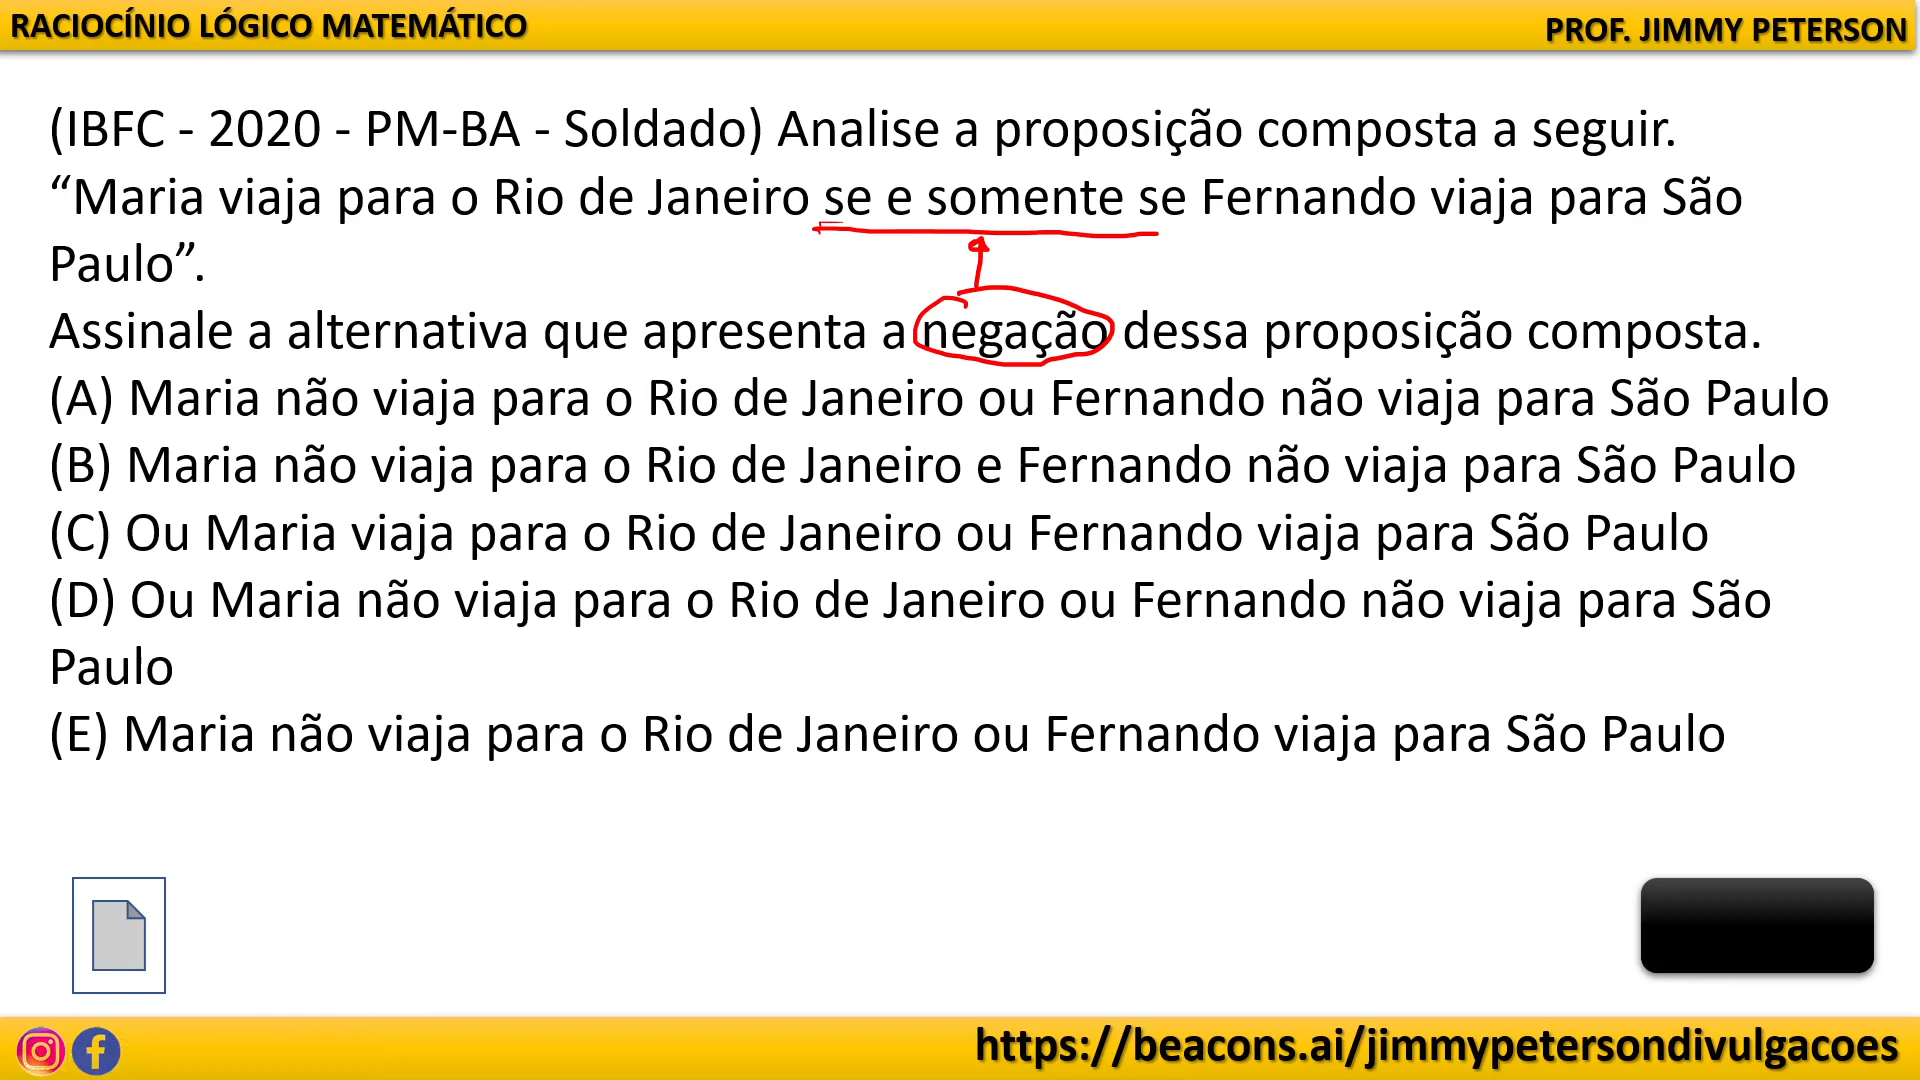 RACIOCÍNIO LÓGICO MATEMÁTICO
PROF. JIMMY PETERSON
(IBFC - 2020 - PM-BA - Soldado) Analise a proposição composta a seguir.
“Maria viaja para o Rio de Janeiro se e somente se Fernando viaja para São
Paulo”.
Assinale a alternativa que apresenta a negação dessa proposição composta.
(A) Maria não viaja para o Rio de Janeiro ou Fernando não viaja para São Paulo
(B) Maria não viaja para o Rio de Janeiro e Fernando não viaja para São Paulo
(C) Ou Maria viaja para o Rio de Janeiro ou Fernando viaja para São Paulo
(D) Ou Maria não viaja para o Rio de Janeiro ou Fernando não viaja para São
Paulo
(E) Maria não viaja para o Rio de Janeiro ou Fernando viaja para São Paulo
https://beacons.ai/jimmypetersondivulgacoes